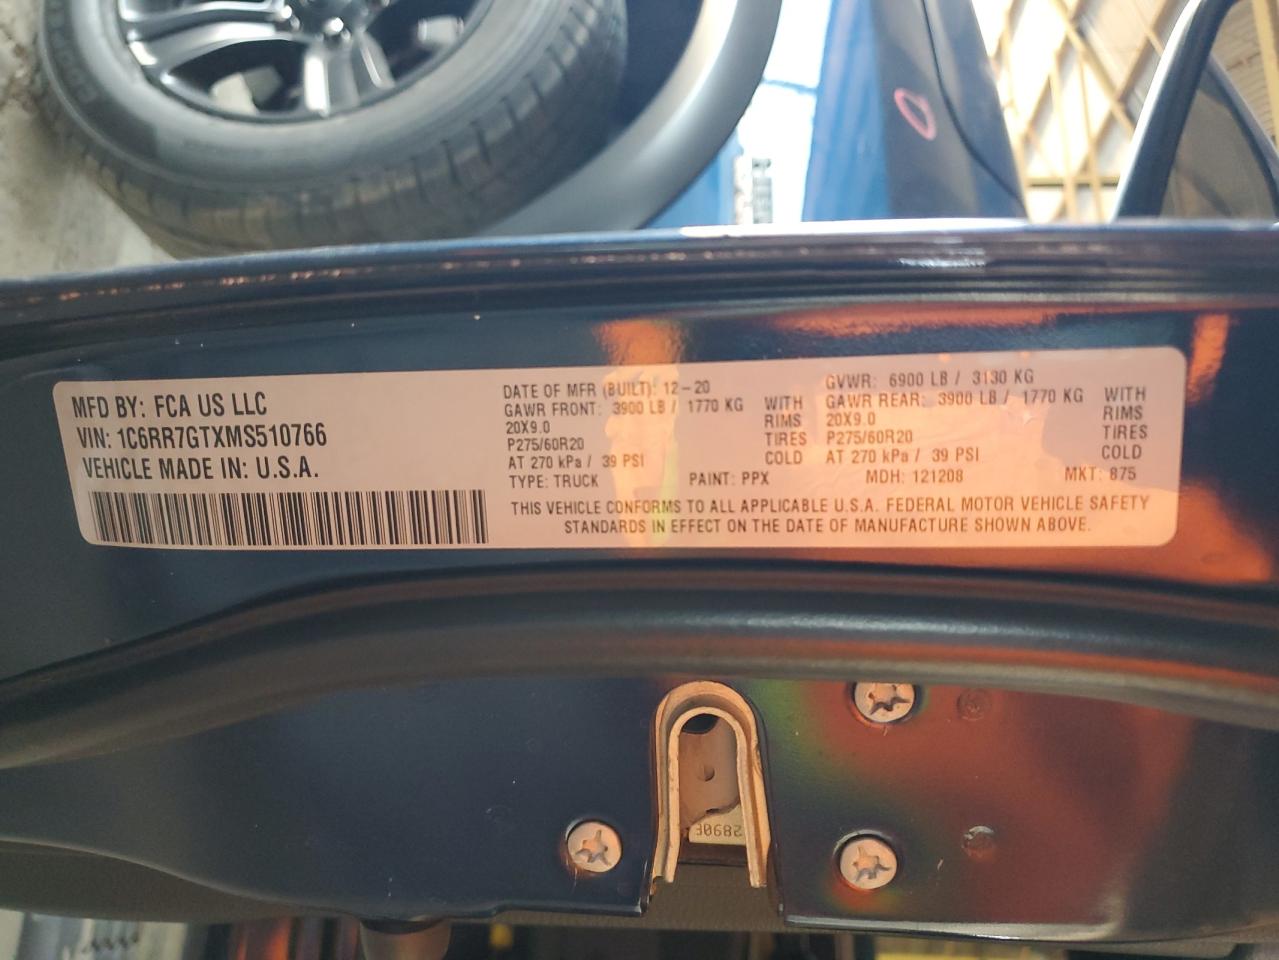 MFD BY: FCA US LLC
VIN: 1C6RR7GTXMS510766
VEHICLE MADE IN: U.S.A.
DATE OF MFR (BUILT): 12-20
GVWR: 6900 LB / 3130 KG
GAWR FRONT: 3900 LB / 1770 KG WITH GAWR REAR: 3900 LB / 1770 KG WITH
20X9.0 RIMS 20X9.0 RIMS
P275/60R20 TIRES P275/60R20 TIRES
AT 270 kPa / 39 PSI COLD AT 270 kPa / 39 PSI COLD
TYPE: TRUCK PAINT: PPX MDH: 121208 MKT: 875
THIS VEHICLE CONFORMS TO ALL APPLICABLE U.S.A. FEDERAL MOTOR VEHICLE SAFETY
STANDARDS IN EFFECT ON THE DATE OF MANUFACTURE SHOWN ABOVE.